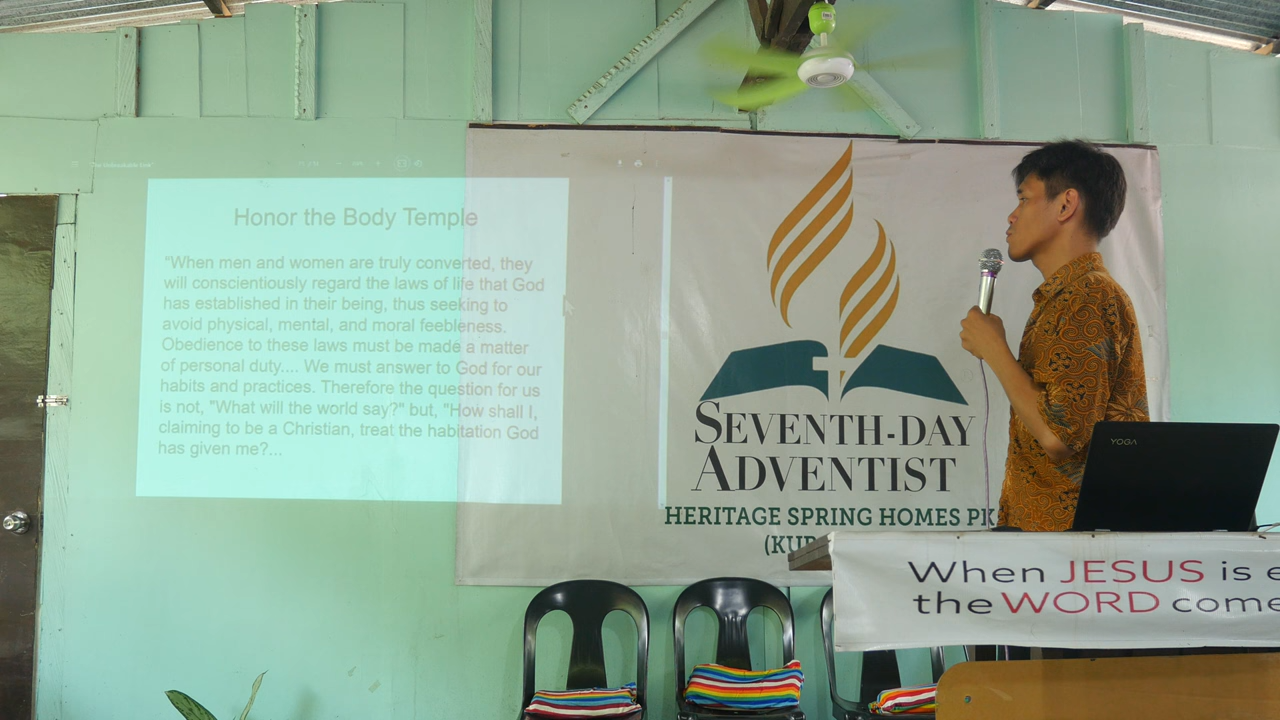 Honor the Body Temple
"When men and women are truly converted, they
will conscientiously regard the laws of life that God
has established in their being, thus seeking to
avoid physical, mental, and moral feebleness.
Obedience to these laws must be made a matter
of personal duty.... We must answer to God for our
habits and practices. Therefore the question for us
is not, "What will the world say?" but, "How shall I,
claiming to be a Christian, treat the habitation God
has given me?...
SEVENTH-DAY
ADVENTIST
HERITAGE SPRING HOMES
YOGA
When JESUS is
the WORD come